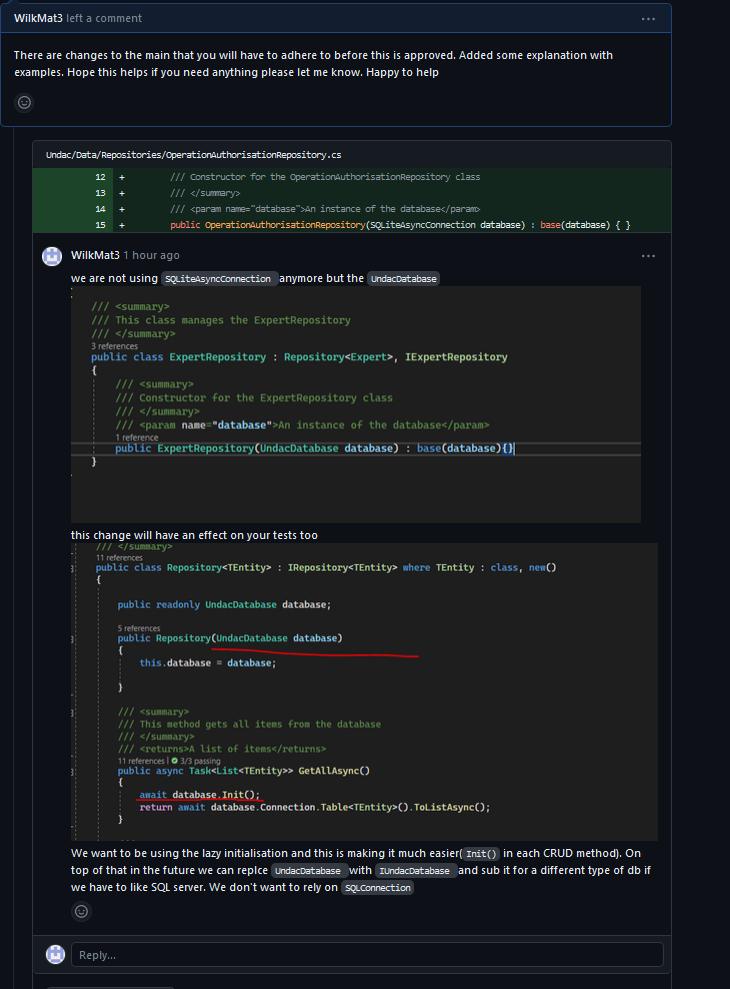 WilkMat3 left a comment
There are changes to the main that you will have to adhere to before this is approved. Added some explanation with
examples. Hope this helps if you need anything please let me know. Happy to help
Undac/Data/Repositories/OperationAuthorisationRepository.cs
12 + /// Constructor for the OperationAuthorisationRepository class
13 + /// </summary>
14 + /// <param name="database">An instance of the database</param>
15 + public OperationAuthorisationRepository(SQLiteAsyncConnection database) : base(database) { }
WilkMat3 1 hour ago
we are not using SQLiteAsyncConnection anymore but the UndacDatabase
/// <summary>
/// This class manages the ExpertRepository
/// </summary>
3 references
public class ExpertRepository : Repository<Expert>, IExpertRepository
{
/// <summary>
/// Constructor for the ExpertRepository class
/// </summary>
/// <param name="database">An instance of the database</param>
1 reference
public ExpertRepository(UndacDatabase database) : base(database){}
}
this change will have an effect on your tests too
/// </summary>
11 references
public class Repository<TEntity> : IRepository<TEntity> where TEntity : class, new()
{
public readonly UndacDatabase database;
5 references
public Repository(UndacDatabase database)
{
this.database = database;
}
/// <summary>
/// This method gets all items from the database
/// </summary>
/// <returns>A list of items</returns>
11 references | 3/3 passing
public async Task<List<TEntity>> GetAllAsync()
{
await database.Init();
return await database.Connection.Table<TEntity>().ToListAsync();
}
We want to be using the lazy initialisation and this is making it much easier( Init() in each CRUD method). On
top of that in the future we can replce UndacDatabase with IUndacDatabase and sub it for a different type of db if
we have to like SQL server. We don't want to rely on SQLConnection
Reply...